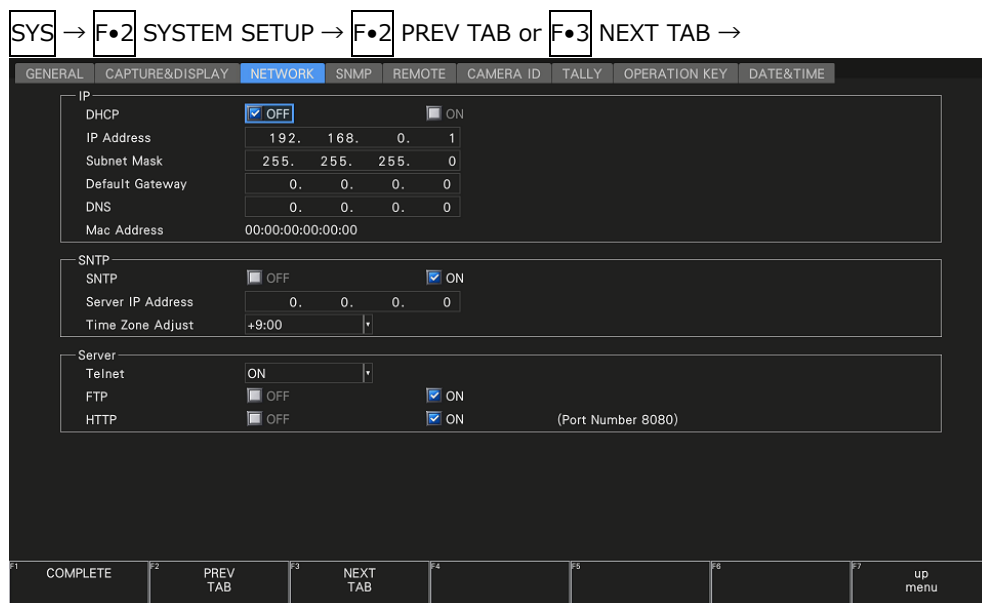 SYS → F•2 SYSTEM SETUP → F•2 PREV TAB or F•3 NEXT TAB →
GENERAL CAPTURE&DISPLAY NETWORK SNMP REMOTE CAMERA ID TALLY OPERATION KEY DATE&TIME
IP
DHCP OFF ON
IP Address 192. 168. 0. 1
Subnet Mask 255. 255. 255. 0
Default Gateway 0. 0. 0. 0
DNS 0. 0. 0. 0
Mac Address 00:00:00:00:00:00
SNTP
SNTP OFF ON
Server IP Address 0. 0. 0. 0
Time Zone Adjust +9:00
Server
Telnet ON
FTP OFF ON
HTTP OFF ON (Port Number 8080)
F1 COMPLETE F2 PREV F3 NEXT F4 F5 F6 F7 up
TAB TAB menu